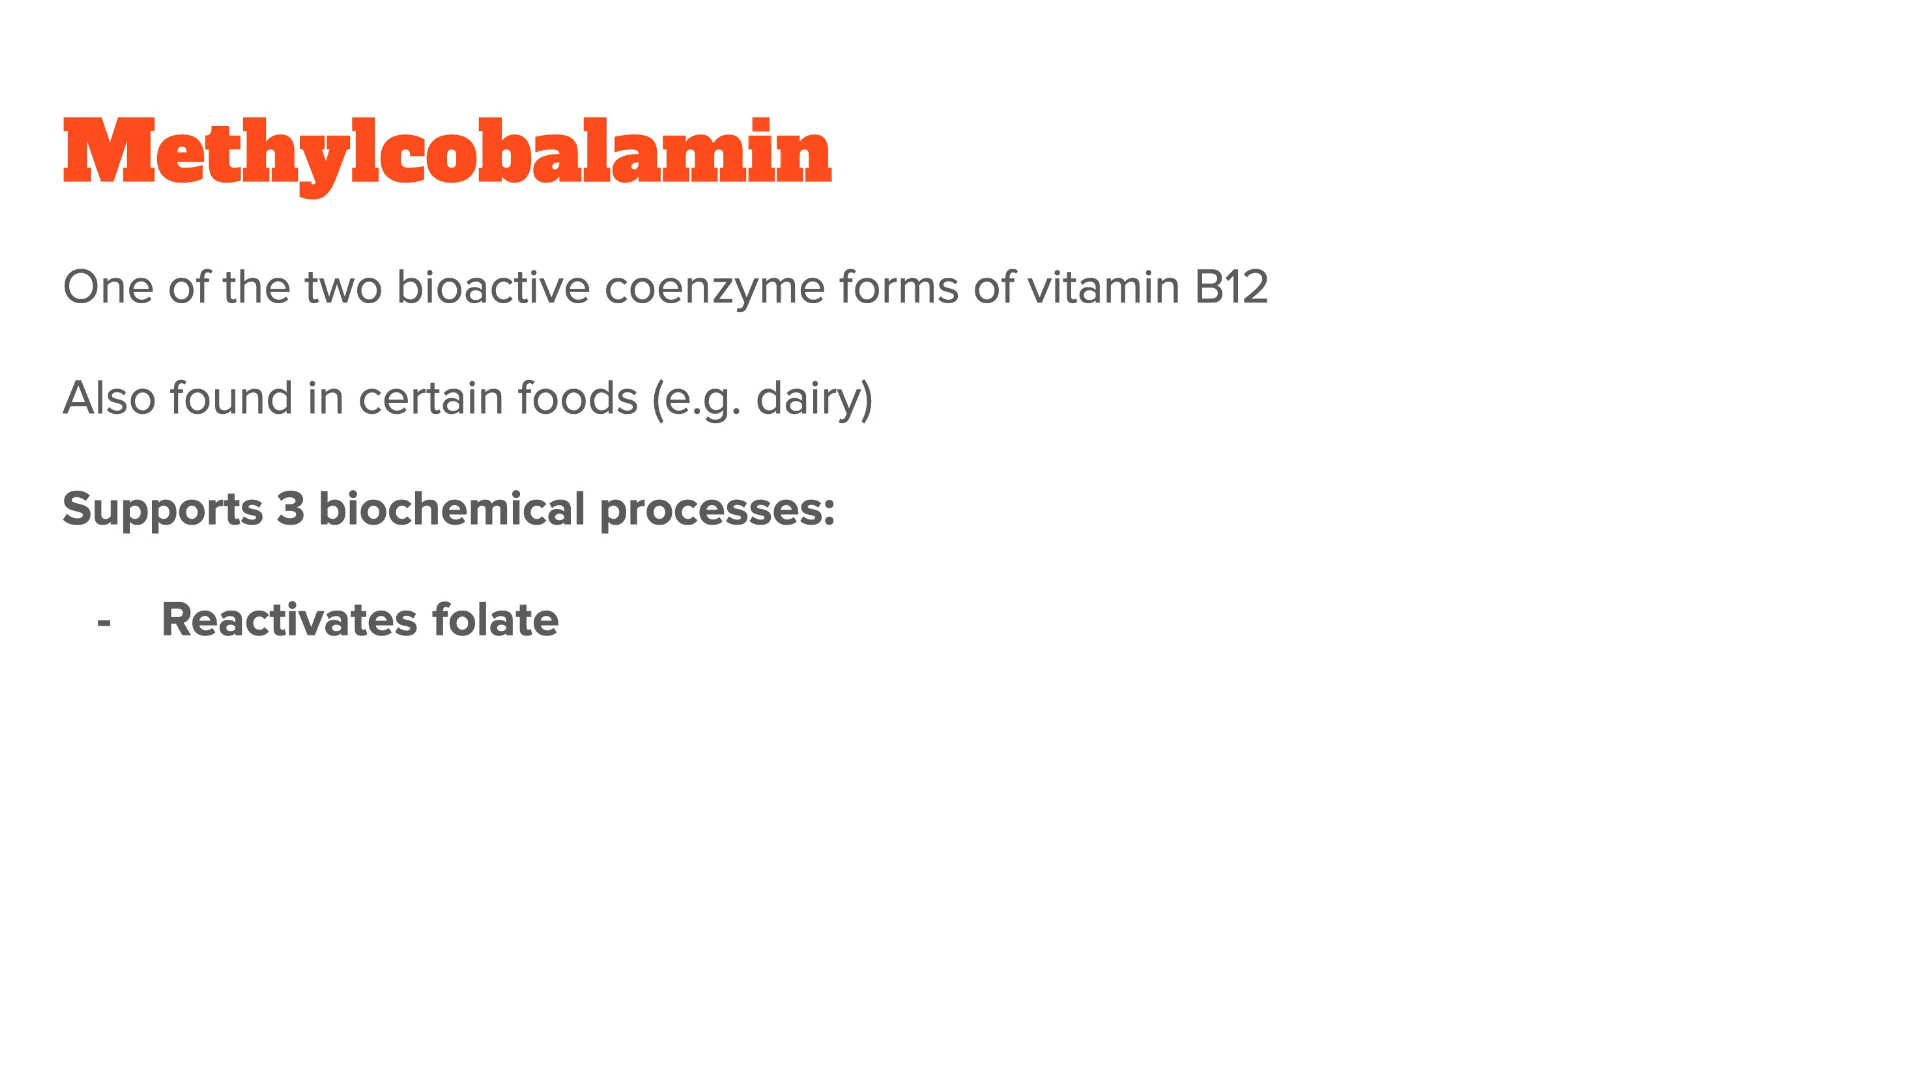 Methylcobalamin
One of the two bioactive coenzyme forms of vitamin B12
Also found in certain foods (e.g. dairy)
Supports 3 biochemical processes:
- Reactivates folate